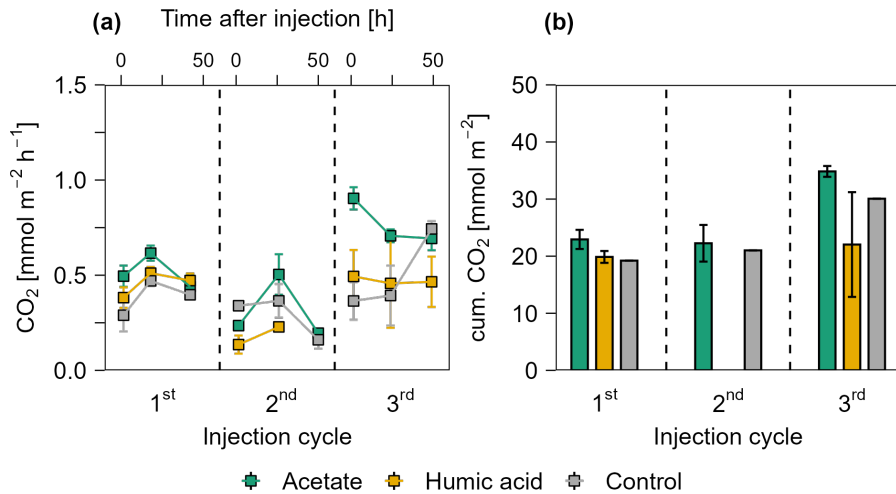 (a) Time after injection [h]
0 50 0 50 0 50
CO2 [mmol m−2 h−1]
1.5
1.0
0.5
0.0
1st 2nd 3rd
Injection cycle
(b)
cum. CO2 [mmol m−2]
50
40
30
20
10
0
1st 2nd 3rd
Injection cycle
Acetate Humic acid Control